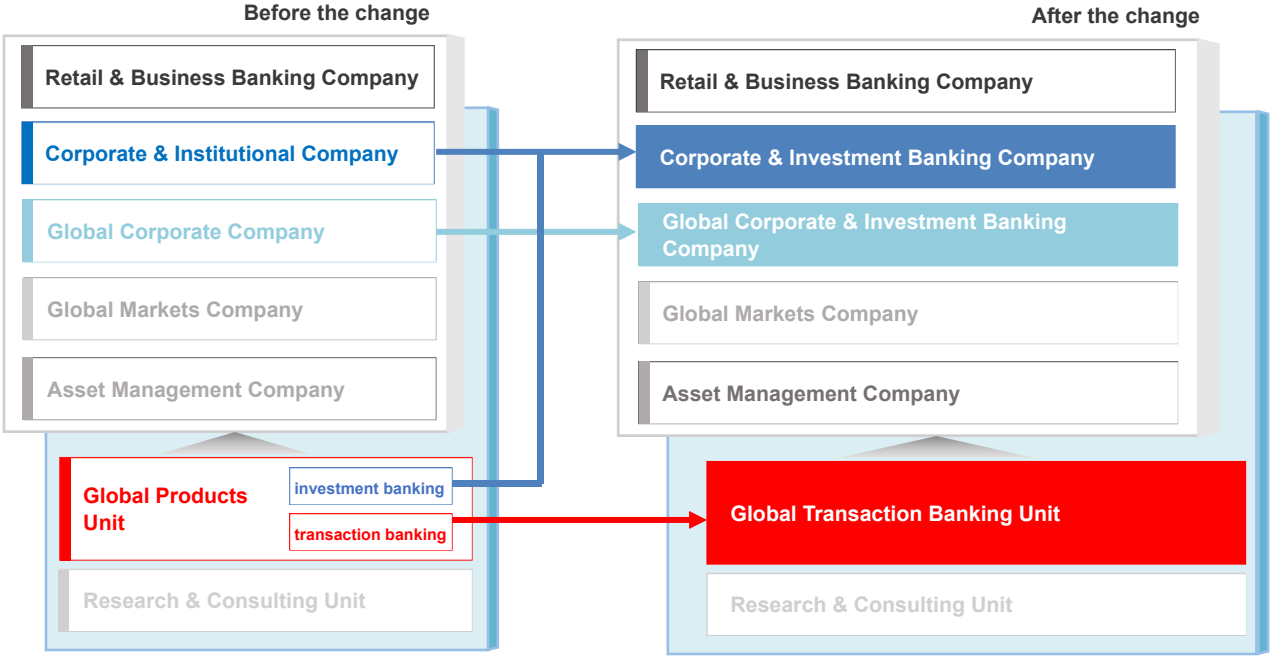 Before the change
Retail & Business Banking Company
Corporate & Institutional Company
Global Corporate Company
Global Markets Company
Asset Management Company
Global Products
Unit
investment banking
transaction banking
Research & Consulting Unit
After the change
Retail & Business Banking Company
Corporate & Investment Banking Company
Global Corporate & Investment Banking
Company
Global Markets Company
Asset Management Company
Global Transaction Banking Unit
Research & Consulting Unit